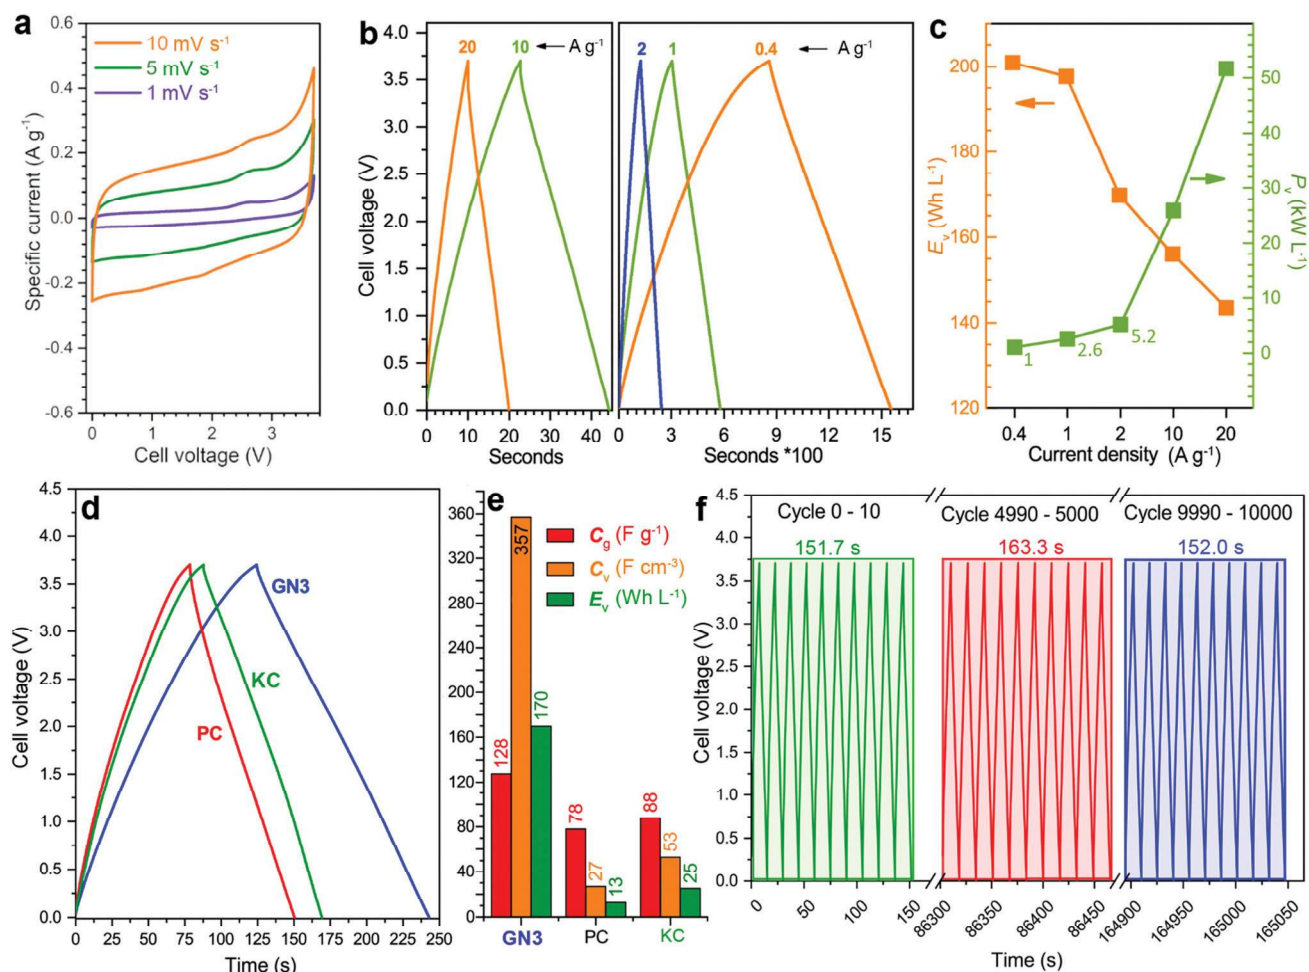 a
10 mV s⁻¹
5 mV s⁻¹
1 mV s⁻¹
Specific current (A g⁻¹)
0.6
0.4
0.2
0.0
-0.2
-0.4
-0.6
0 1 2 3
Cell voltage (V)
b
20 10 A g⁻¹
2 1 0.4 A g⁻¹
Cell voltage (V)
4.0
3.5
3.0
2.5
2.0
1.5
1.0
0.5
0.0
0 10 20 30 40
Seconds
0 3 6 9 12 15
Seconds *100
c
Eᵥ (Wh L⁻¹)
200
180
160
140
120
Pᵥ (kW L⁻¹)
50
40
30
20
10
0
1
2.6
5.2
0.4 1 2 10 20
Current density (A g⁻¹)
d
Cell voltage (V)
4.5
4.0
3.5
3.0
2.5
2.0
1.5
1.0
0.5
0.0
GN3
KC
PC
0 25 50 75 100 125 150 175 200 225 250
Time (s)
e
360
320
280
240
200
160
120
80
40
0
C_g (F g⁻¹)
Cᵥ (F cm⁻³)
Eᵥ (Wh L⁻¹)
128
357
170
78
27
13
88
53
25
GN3 PC KC
f
Cycle 0 - 10
Cycle 4990 - 5000
Cycle 9990 - 10000
151.7 s
163.3 s
152.0 s
Cell voltage (V)
4.5
4.0
3.5
3.0
2.5
2.0
1.5
1.0
0.5
0.0
0 50 100 150 86300 86350 86400 86450 164900 164950 165000 165050
Time (s)